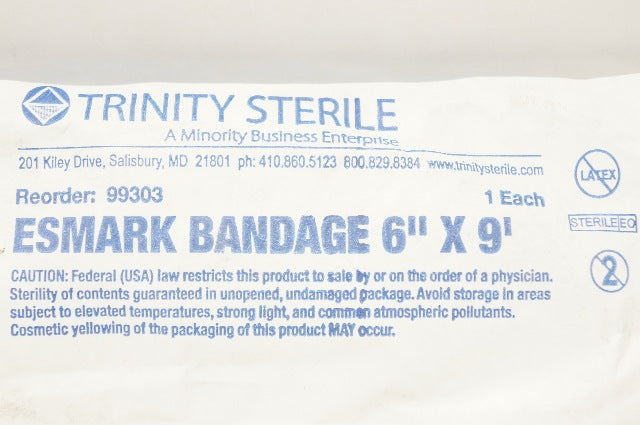 TRINITY STERILE
A Minority Business Enterprise
201 Kiley Drive, Salisbury, MD 21801 ph: 410.860.5123 800.829.8384 www.trinitysterile.com
Reorder: 99303 1 Each
ESMARK BANDAGE 6" X 9'
CAUTION: Federal (USA) law restricts this product to sale by or on the order of a physician.
Sterility of contents guaranteed in unopened, undamaged package. Avoid storage in areas
subject to elevated temperatures, strong light, and common atmospheric pollutants.
Cosmetic yellowing of the packaging of this product MAY occur.
LATEX
STERILE EO
2